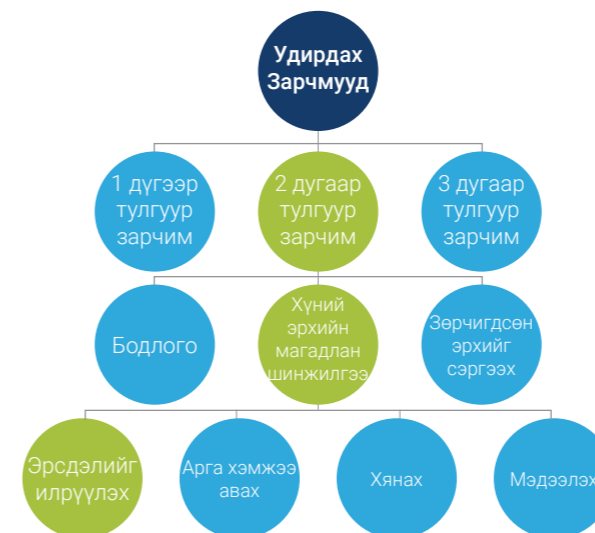 Удирдах
Зарчмууд
1 дүгээр
тулгуур
зарчим
2 дугаар
тулгуур
зарчим
3 дугаар
тулгуур
зарчим
Бодлого
Хүний
эрхийн
магадлан
шинжилгээ
Зөрчигдсөн
эрхийг
сэргээх
Эрсдэлийг
илрүүлэх
Арга хэмжээ
авах
Хянах
Мэдээлэх